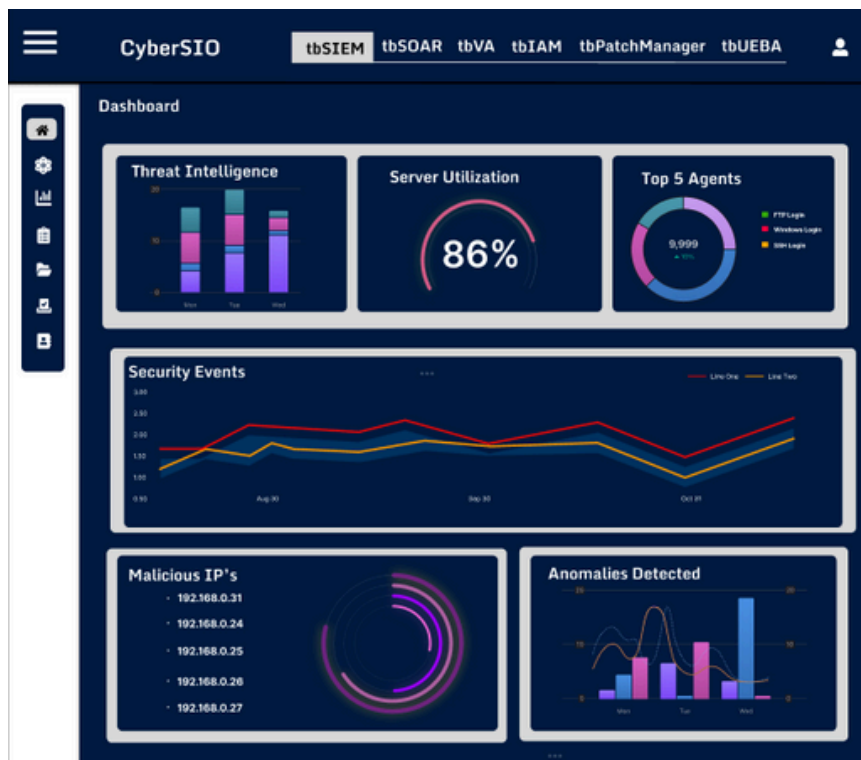 CyberSIO tbSIEM tbSOAR tbVA tbIAM tbPatchManager tbUEBA
Dashboard
Threat Intelligence
20
10
0
Mon Tue Wed
Server Utilization
86%
Top 5 Agents
9,999
FTP Login
Windows Login
SSH Login
Security Events
Line One Line Two
3.00
2.50
2.00
1.50
1.00
0.50
Aug 30 Sep 30 Oct 31
Malicious IP's
192.168.0.31
192.168.0.24
192.168.0.25
192.168.0.26
192.168.0.27
Anomalies Detected
20 20
10 10
0 0
Mon Tue Wed